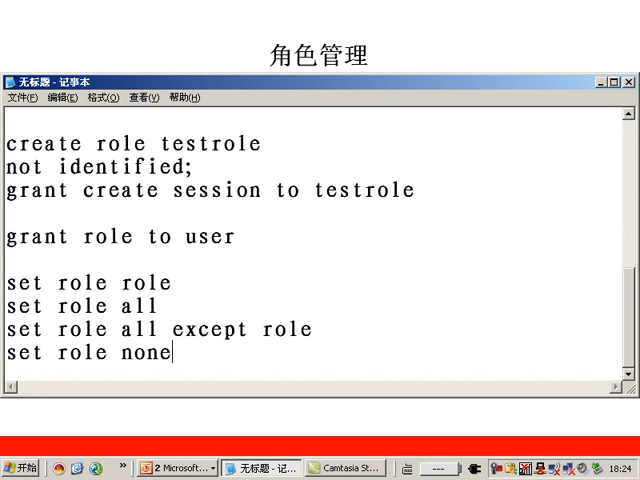 角色管理
无标题 - 记事本
文件(F) 编辑(E) 格式(O) 查看(V) 帮助(H)
create role testrole
not identified;
grant create session to testrole
grant role to user
set role role
set role all
set role all except role
set role none
开始 » 2 Microsoft... 无标题 - 记... Camtasia St... --- 18:24